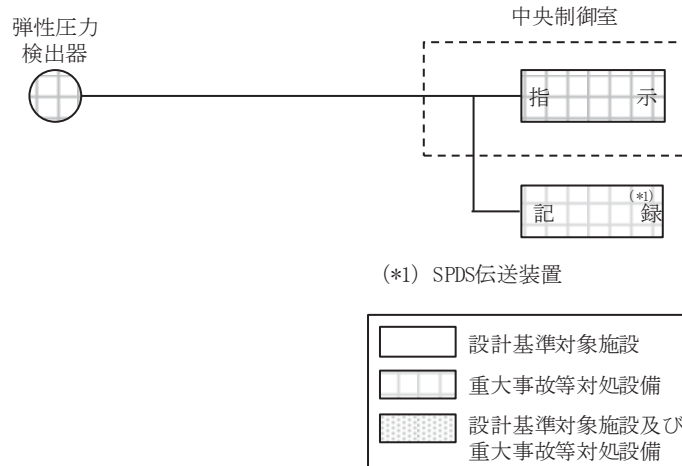 中央制御室
弾性圧力
検出器
指 示
(*1)
記 録
(*1) SPDS伝送装置
設計基準対象施設
重大事故等対処設備
設計基準対象施設及び
重大事故等対処設備